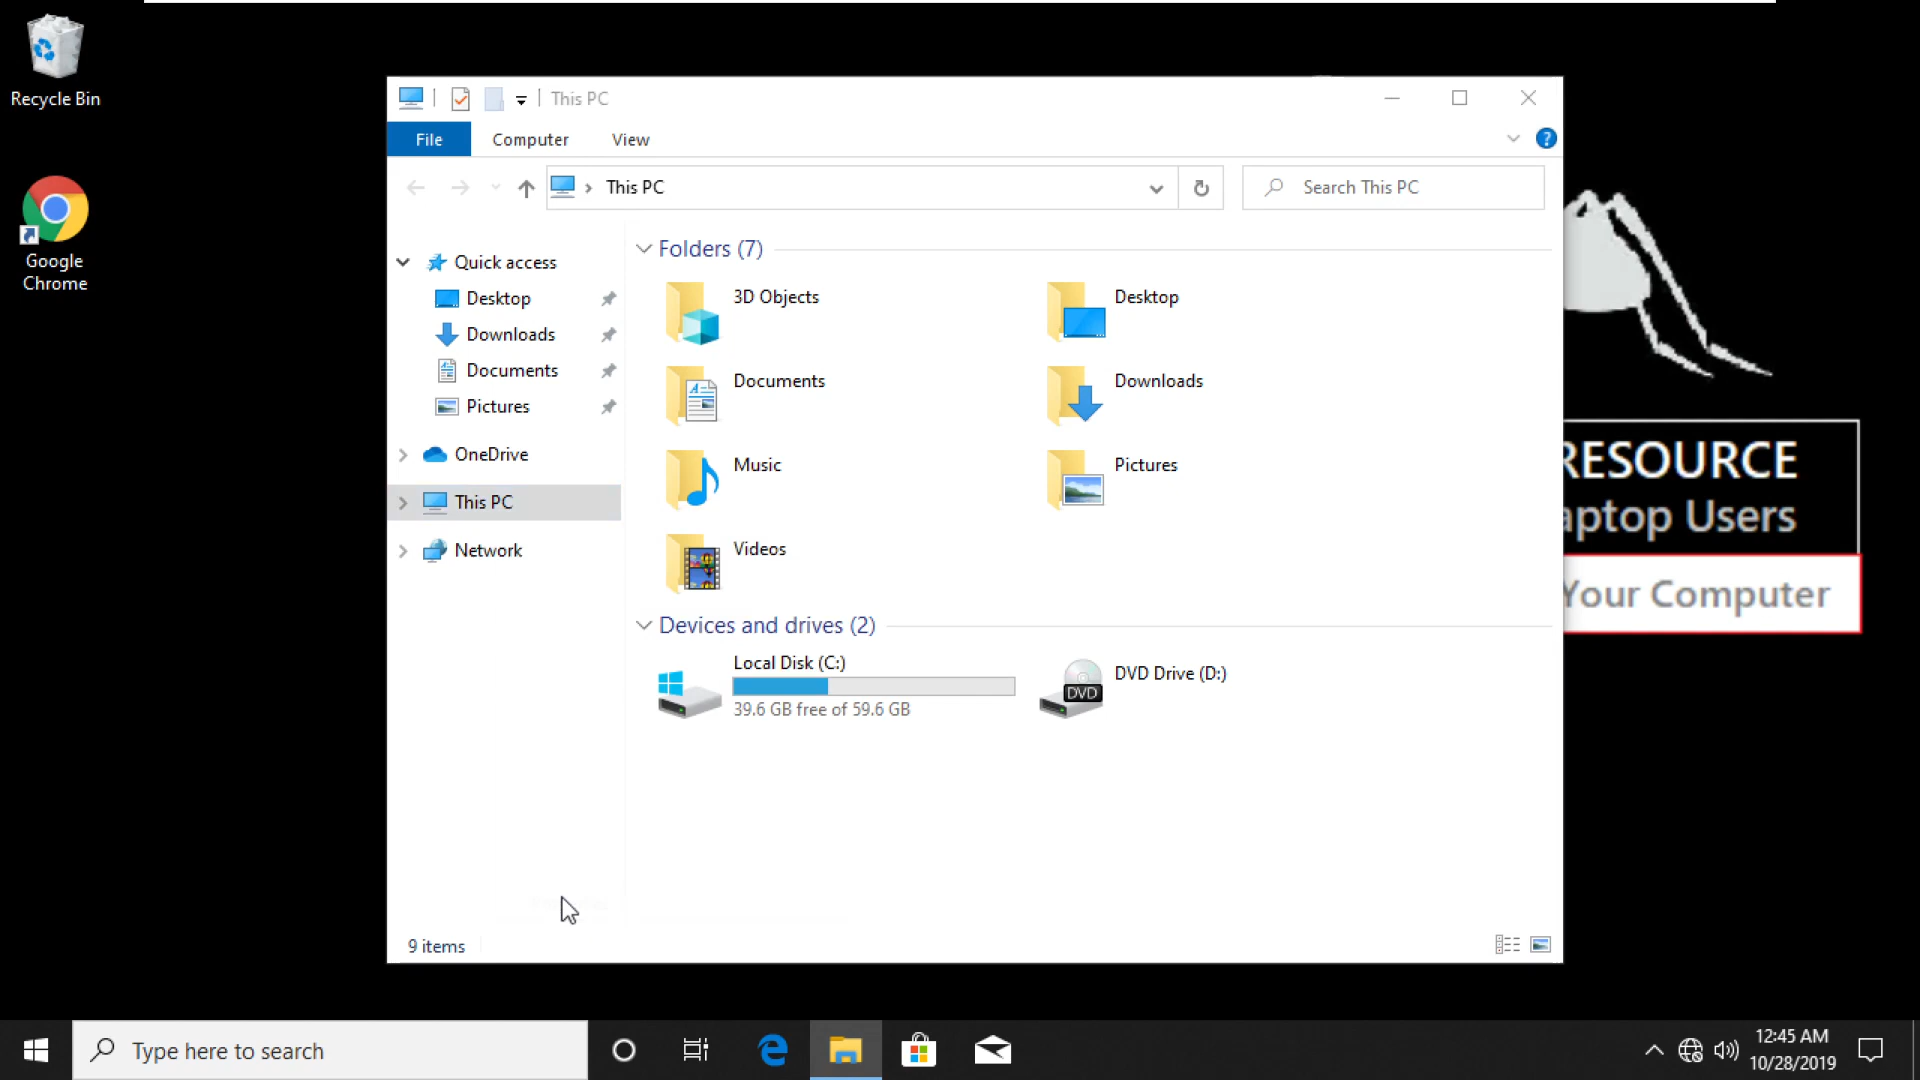 Recycle Bin
Google
Chrome
This PC
File
Computer
View
?
This PC
Search This PC
Quick access
Desktop
Downloads
Documents
Pictures
OneDrive
This PC
Network
Folders (7)
3D Objects
Desktop
Documents
Downloads
Music
Pictures
Videos
Devices and drives (2)
Local Disk (C:)
39.6 GB free of 59.6 GB
DVD
DVD Drive (D:)
9 items
RESOURCE
aptop Users
Your Computer
Type here to search
12:45 AM
10/28/2019